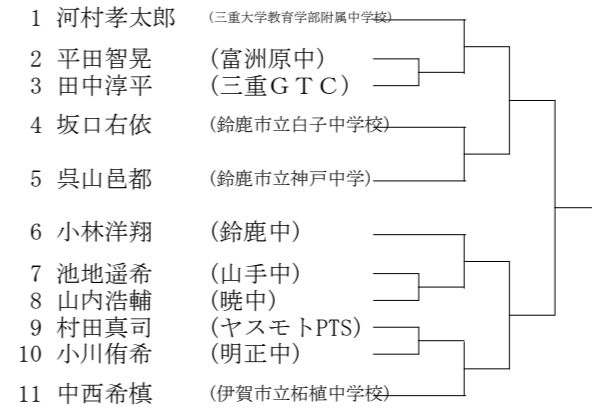 1 河村孝太郎 (三重大学教育学部附属中学校)
2 平田智晃 (富洲原中)
3 田中淳平 (三重ＧＴＣ)
4 坂口右依 (鈴鹿市立白子中学校)
5 呉山邑都 (鈴鹿市立神戸中学)
6 小林洋翔 (鈴鹿中)
7 池地遥希 (山手中)
8 山内浩輔 (暁中)
9 村田真司 (ヤスモトPTS)
10 小川侑希 (明正中)
11 中西希槙 (伊賀市立柘植中学校)